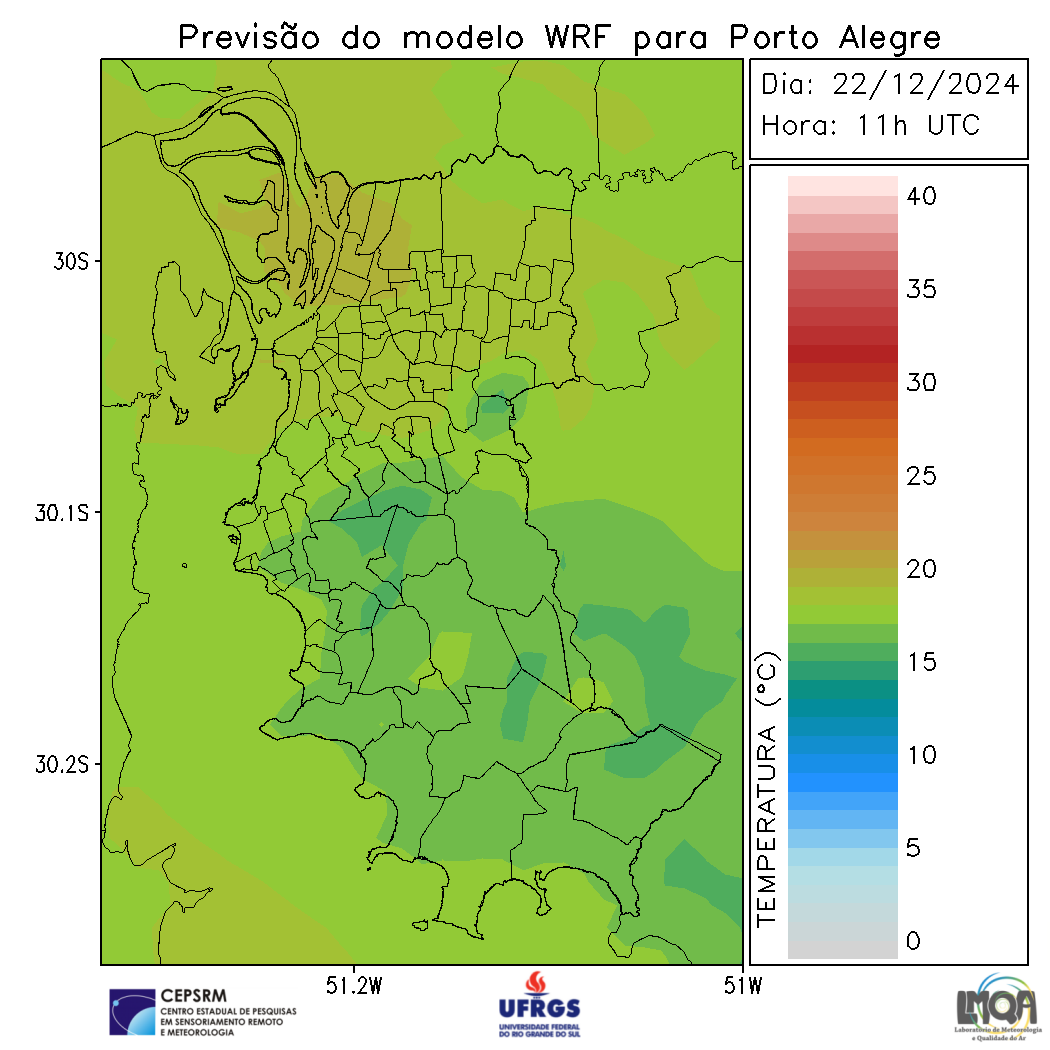 Previsão do modelo WRF para Porto Alegre
Dia: 22/12/2024
Hora: 11h UTC
30S
30.1S
30.2S
51.2W
51W
TEMPERATURA (°C)
40
35
30
25
20
15
10
5
0
CEPSRM
CENTRO ESTADUAL DE PESQUISAS
EM SENSORIAMENTO REMOTO
E METEOROLOGIA
UFRGS
UNIVERSIDADE FEDERAL
DO RIO GRANDE DO SUL
LMQA
Laboratório de Meteorologia
e Qualidade do Ar